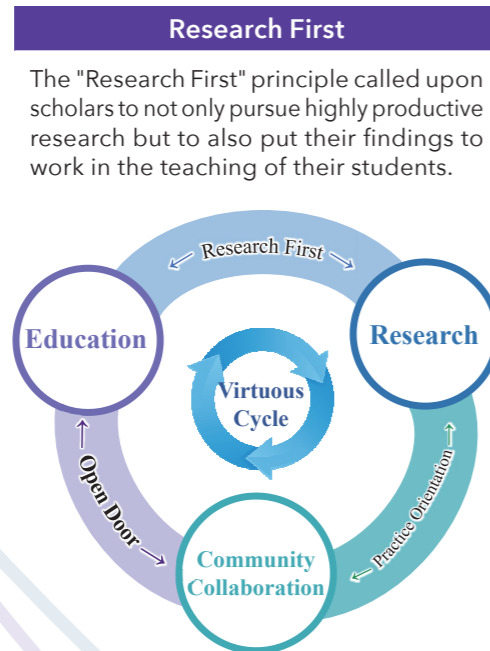 Research First
The "Research First" principle called upon
scholars to not only pursue highly productive
research but to also put their findings to
work in the teaching of their students.
← Research First →
Education
Research
Virtuous
Cycle
← Open Door →
← Practice Orientation →
Community
Collaboration